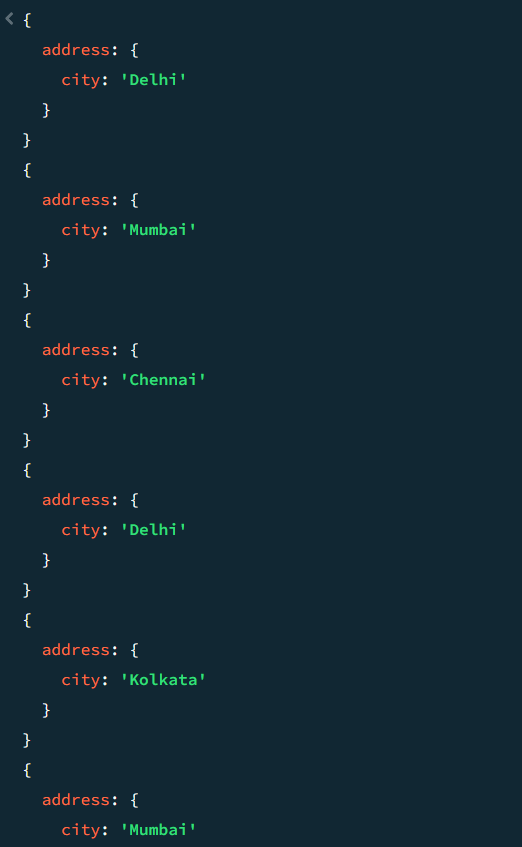 {
address: {
city: 'Delhi'
}
}
{
address: {
city: 'Mumbai'
}
}
{
address: {
city: 'Chennai'
}
}
{
address: {
city: 'Delhi'
}
}
{
address: {
city: 'Kolkata'
}
}
{
address: {
city: 'Mumbai'